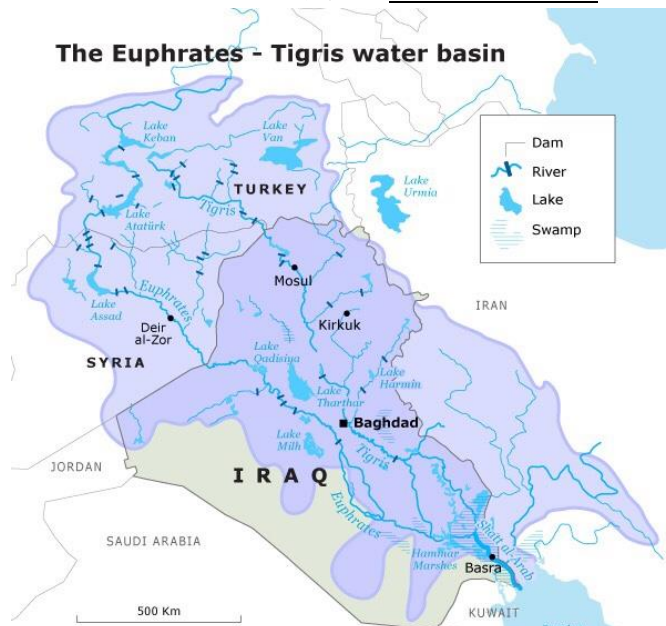 The Euphrates - Tigris water basin
Dam
River
Lake
Swamp
Lake
Keban
Lake
Van
TURKEY
Lake
Urmia
Tigris
Lake
Atatürk
Mosul
Euphrates
Lake
Assad
Deir
al-Zor
Kirkuk
IRAN
SYRIA
Lake
Qadisiya
Lake
Harmin
Lake
Tharthar
Baghdad
Lake
Milh
Tigris
JORDAN
IRAQ
Euphrates
SAUDI ARABIA
Hammar
Marshes
Shatt al-Arab
Basra
500 Km
KUWAIT